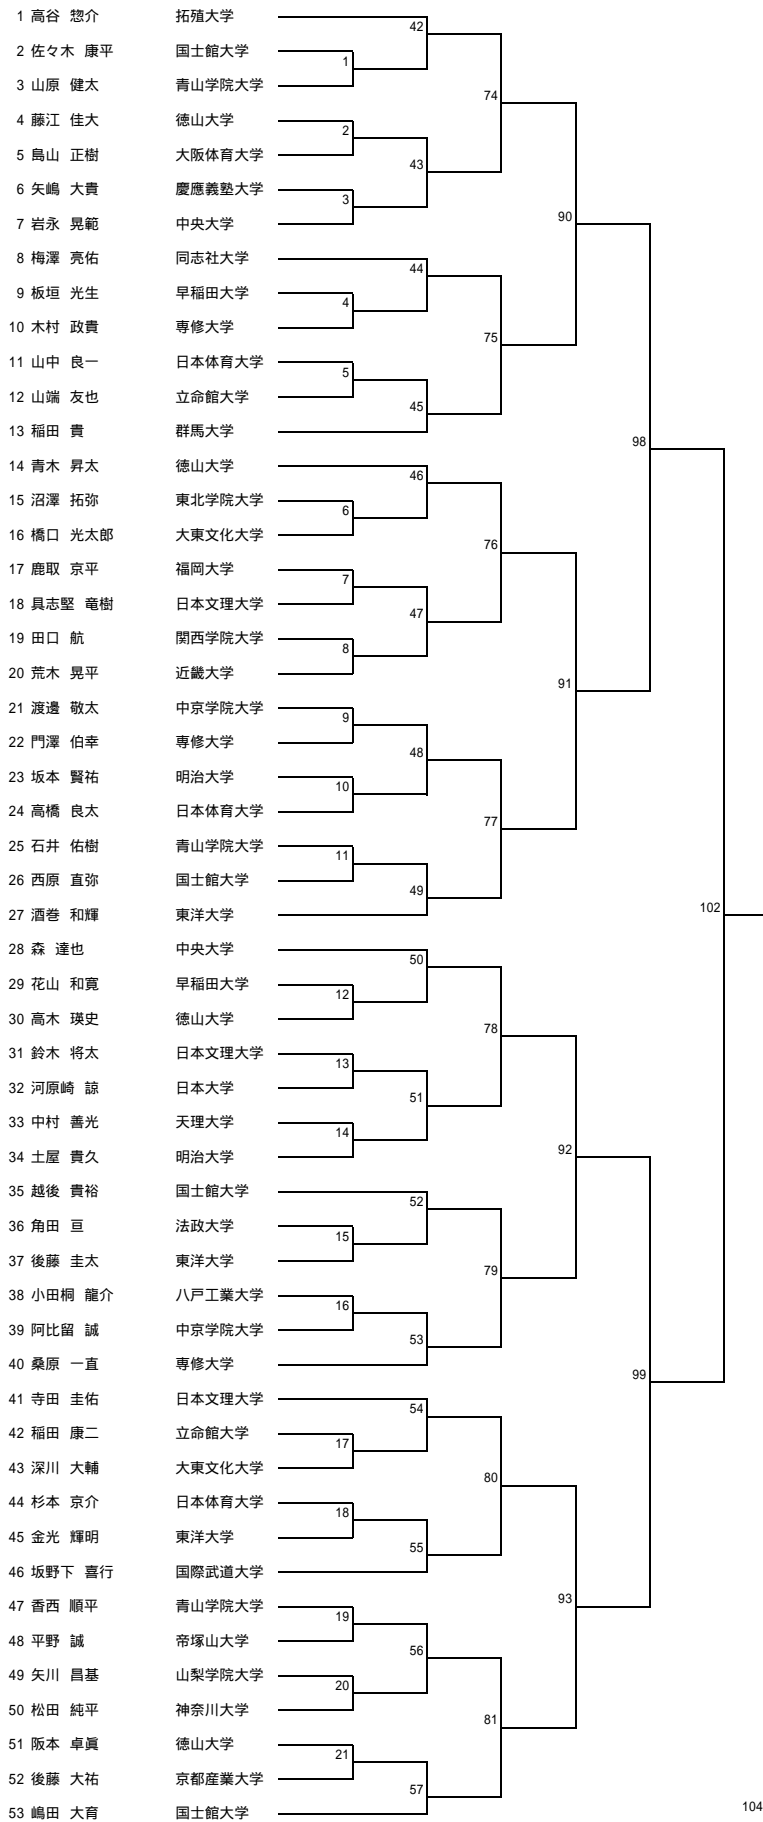 1 高谷 惣介 拓殖大学
42
2 佐々木 康平 国士館大学
1
3 山原 健太 青山学院大学
74
4 藤江 佳大 徳山大学
2
5 島山 正樹 大阪体育大学
43
6 矢嶋 大貴 慶應義塾大学
3
7 岩永 晃範 中央大学
90
8 梅澤 亮佑 同志社大学
44
9 板垣 光生 早稲田大学
4
10 木村 政貴 専修大学
75
11 山中 良一 日本体育大学
5
12 山端 友也 立命館大学
45
13 稲田 貴 群馬大学
98
14 青木 昇太 徳山大学
46
15 沼澤 拓弥 東北学院大学
6
16 橋口 光太郎 大東文化大学
76
17 鹿取 京平 福岡大学
7
18 具志堅 竜樹 日本文理大学
47
19 田口 航 関西学院大学
8
20 荒木 晃平 近畿大学
91
21 渡邉 敬太 中京学院大学
9
22 門澤 伯幸 専修大学
48
23 坂本 賢祐 明治大学
10
24 高橋 良太 日本体育大学
77
25 石井 佑樹 青山学院大学
11
26 西原 直弥 国士館大学
49
27 酒巻 和輝 東洋大学
102
28 森 達也 中央大学
50
29 花山 和寛 早稲田大学
12
30 高木 瑛史 徳山大学
78
31 鈴木 将太 日本文理大学
13
32 河原崎 諒 日本大学
51
33 中村 善光 天理大学
14
34 土屋 貴久 明治大学
92
35 越後 貴裕 国士館大学
52
36 角田 亘 法政大学
15
37 後藤 圭太 東洋大学
79
38 小田桐 龍介 八戸工業大学
16
39 阿比留 誠 中京学院大学
53
40 桑原 一直 専修大学
99
41 寺田 圭佑 日本文理大学
54
42 稲田 康二 立命館大学
17
43 深川 大輔 大東文化大学
80
44 杉本 京介 日本体育大学
18
45 金光 輝明 東洋大学
55
46 坂野下 喜行 国際武道大学
93
47 香西 順平 青山学院大学
19
48 平野 誠 帝塚山大学
56
49 矢川 昌基 山梨学院大学
20
50 松田 純平 神奈川大学
81
51 阪本 卓眞 徳山大学
21
52 後藤 大祐 京都産業大学
57
53 嶋田 大育 国士館大学
104